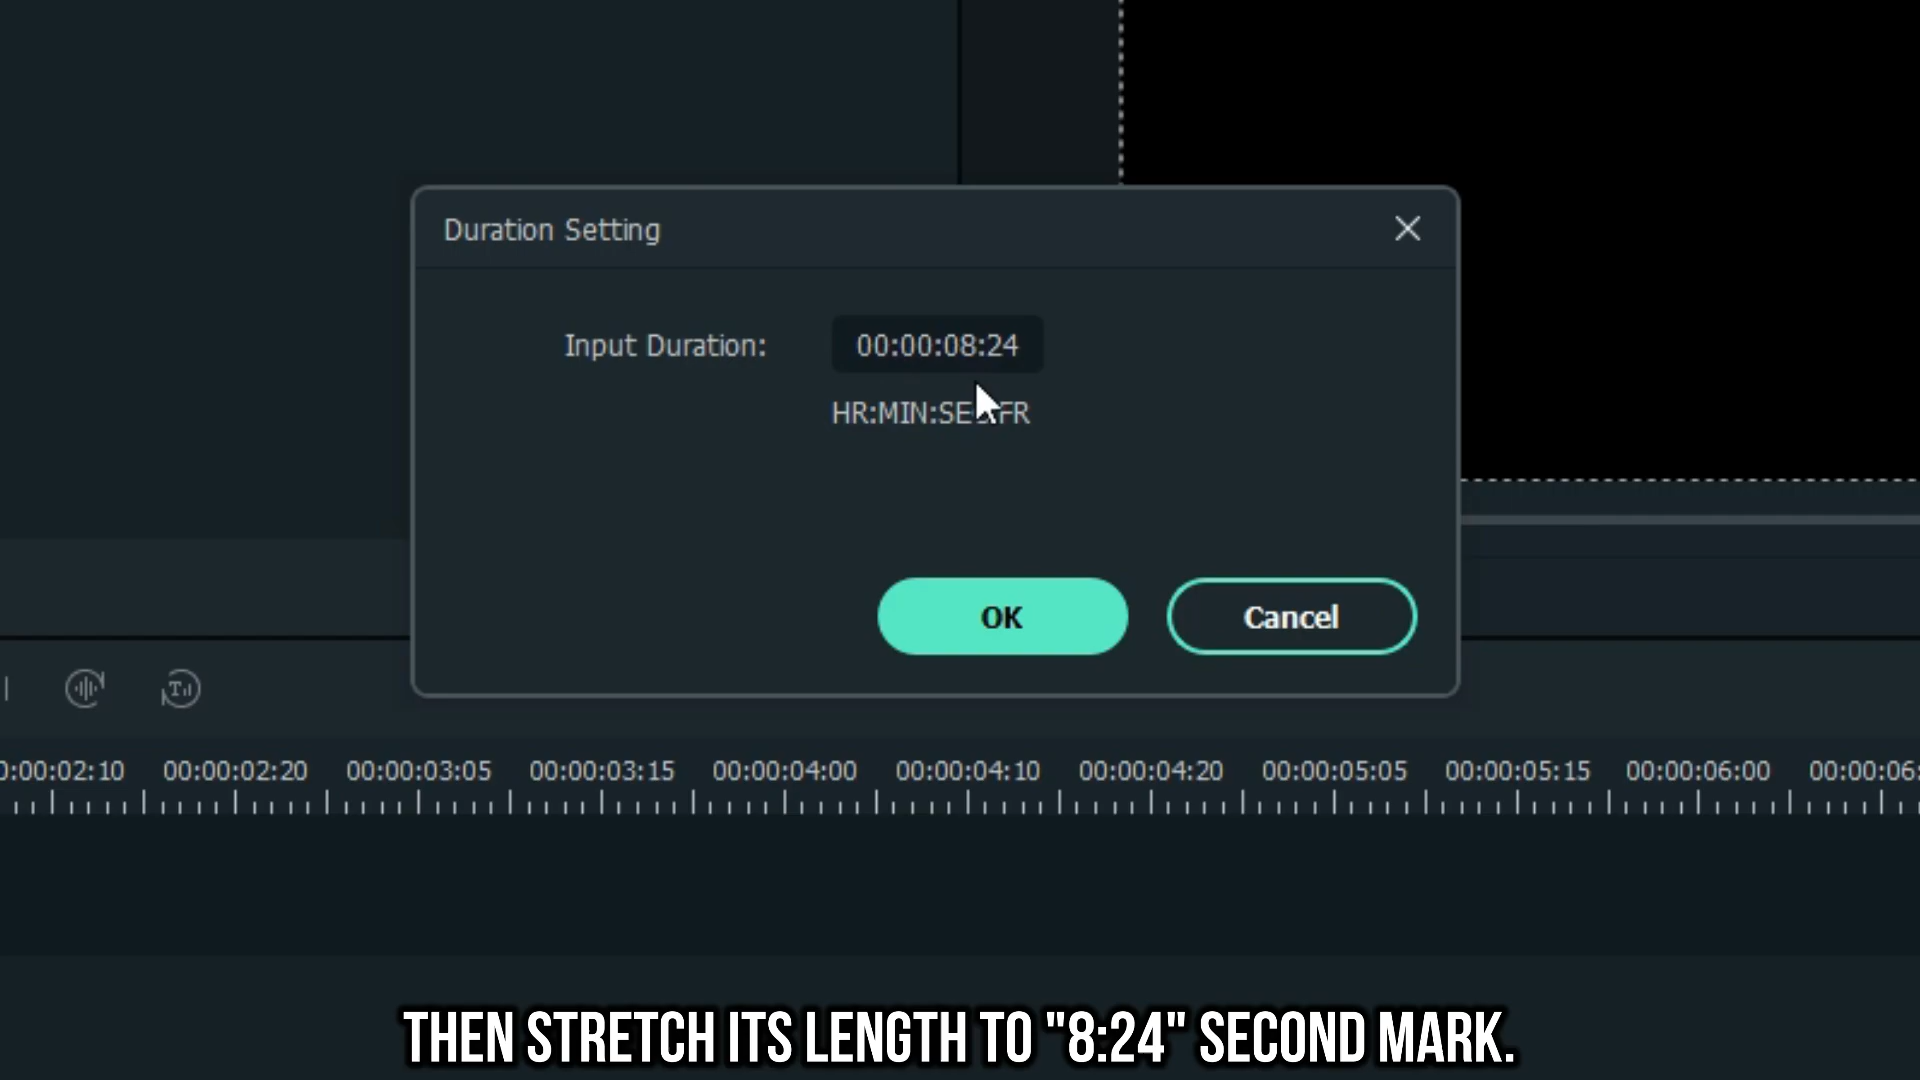 Duration Setting
Input Duration: 00:00:08:24
HR:MIN:SE FR
OK Cancel
0:00:02:10 00:00:02:20 00:00:03:05 00:00:03:15 00:00:04:00 00:00:04:10 00:00:04:20 00:00:05:05 00:00:05:15 00:00:06:00 00:00:06:
THEN STRETCH ITS LENGTH TO "8:24" SECOND MARK.